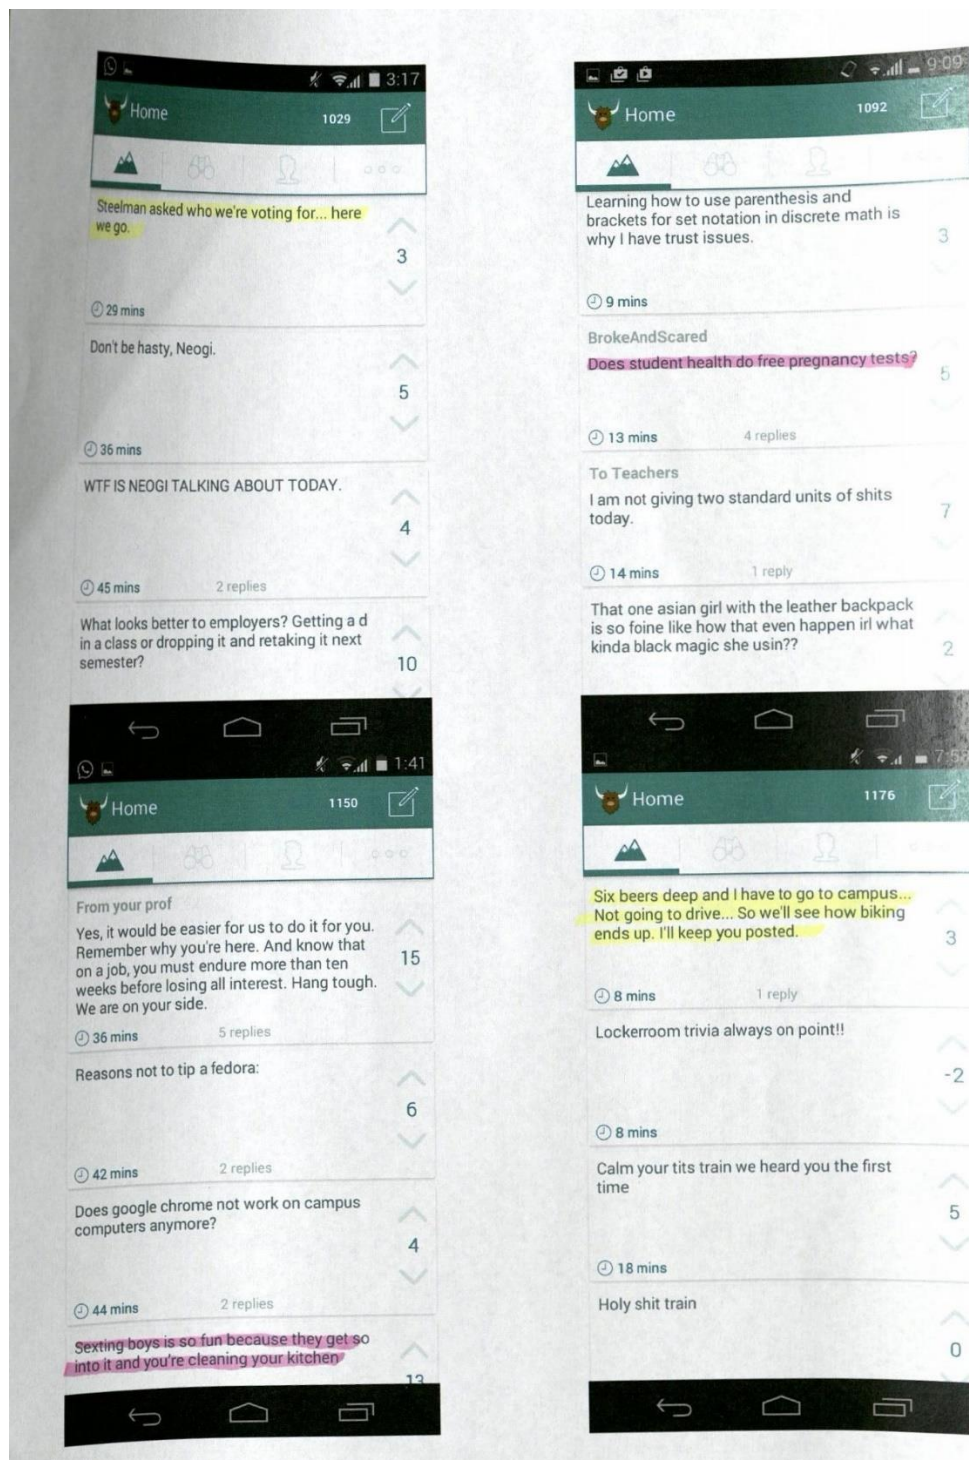 3:17
Home
1029
Steelman asked who we're voting for... here
we go.
3
29 mins
Don't be hasty, Neogi.
5
36 mins
WTF IS NEOGI TALKING ABOUT TODAY.
4
45 mins
2 replies
What looks better to employers? Getting a d
in a class or dropping it and retaking it next
semester?
10
1:41
Home
1150
From your prof
Yes, it would be easier for us to do it for you.
Remember why you're here. And know that
on a job, you must endure more than ten
weeks before losing all interest. Hang tough.
We are on your side.
15
36 mins
5 replies
Reasons not to tip a fedora:
6
42 mins
2 replies
Does google chrome not work on campus
computers anymore?
4
44 mins
2 replies
Sexting boys is so fun because they get so
into it and you're cleaning your kitchen
13
9:09
Home
1092
Learning how to use parenthesis and
brackets for set notation in discrete math is
why I have trust issues.
3
9 mins
BrokeAndScared
Does student health do free pregnancy tests?
5
13 mins
4 replies
To Teachers
I am not giving two standard units of shits
today.
7
14 mins
1 reply
That one asian girl with the leather backpack
is so foine like how that even happen irl what
kinda black magic she usin??
2
Home
1176
Six beers deep and I have to go to campus...
Not going to drive... So we'll see how biking
ends up. I'll keep you posted.
3
8 mins
1 reply
Lockerroom trivia always on point!!
-2
8 mins
Calm your tits train we heard you the first
time
5
18 mins
Holy shit train
0